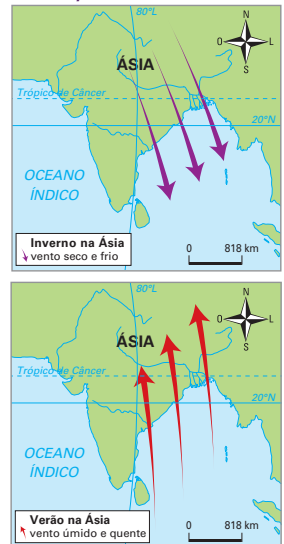 80°L
N
O
L
S
ÁSIA
Trópico de Câncer
20°N
OCEANO
ÍNDICO
Inverno na Ásia
vento seco e frio
0 818 km
80°L
N
O
L
S
ÁSIA
Trópico de Câncer
20°N
OCEANO
ÍNDICO
Verão na Ásia
vento úmido e quente
0 818 km